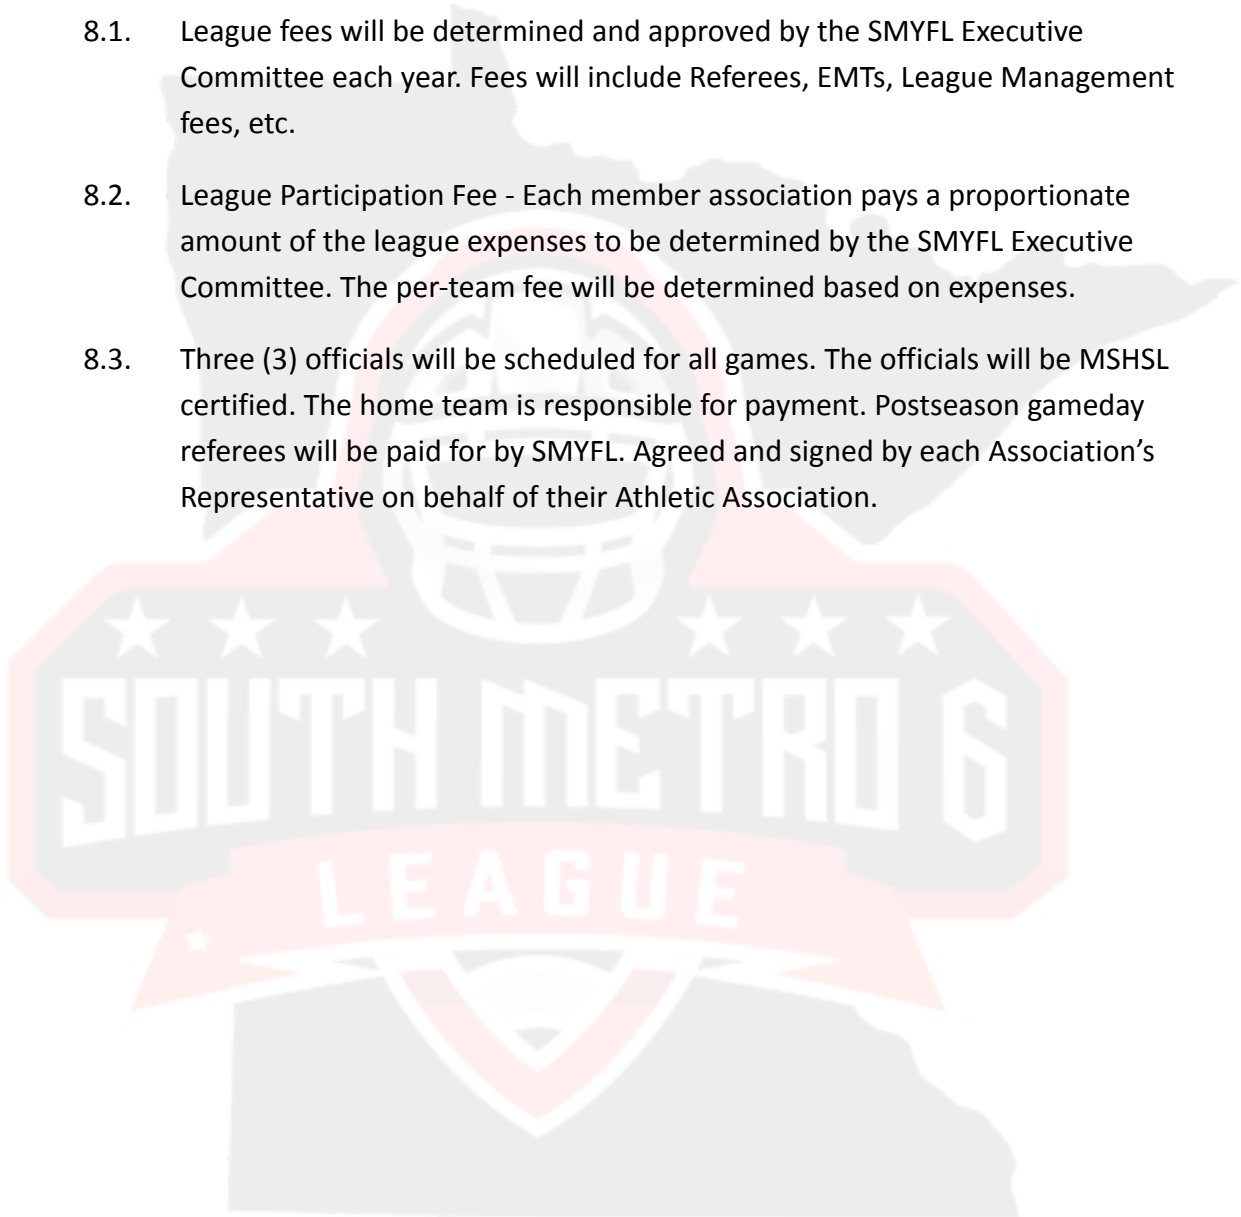 8.1. League fees will be determined and approved by the SMYFL Executive
Committee each year. Fees will include Referees, EMTs, League Management
fees, etc.
8.2. League Participation Fee - Each member association pays a proportionate
amount of the league expenses to be determined by the SMYFL Executive
Committee. The per-team fee will be determined based on expenses.
8.3. Three (3) officials will be scheduled for all games. The officials will be MSHSL
certified. The home team is responsible for payment. Postseason gameday
referees will be paid for by SMYFL. Agreed and signed by each Association’s
Representative on behalf of their Athletic Association.
SOUTH METRO 6
LEAGUE